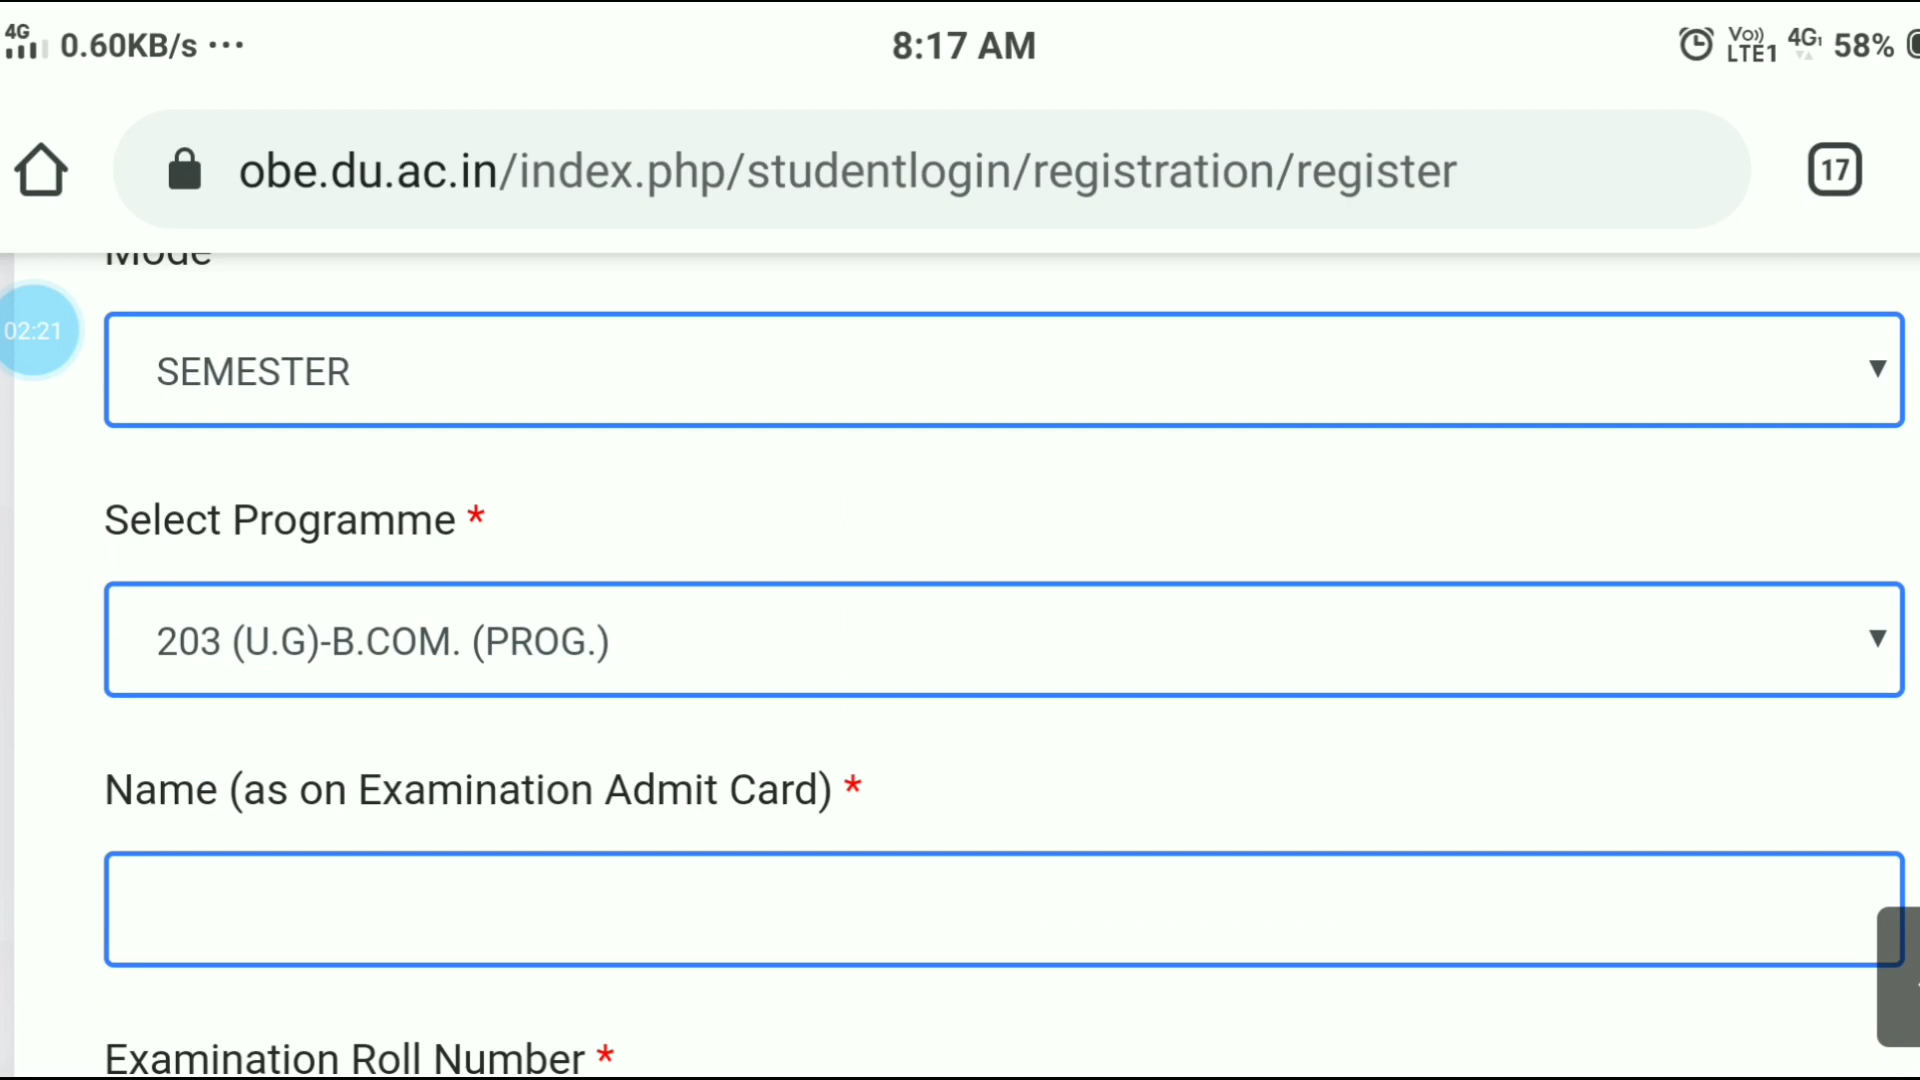 4G 0.60KB/s ... 8:17 AM Vo)) LTE1 4G 58%
obe.du.ac.in/index.php/studentlogin/registration/register 17
Mode
02:21
SEMESTER
Select Programme *
203 (U.G)-B.COM. (PROG.)
Name (as on Examination Admit Card) *
Examination Roll Number *